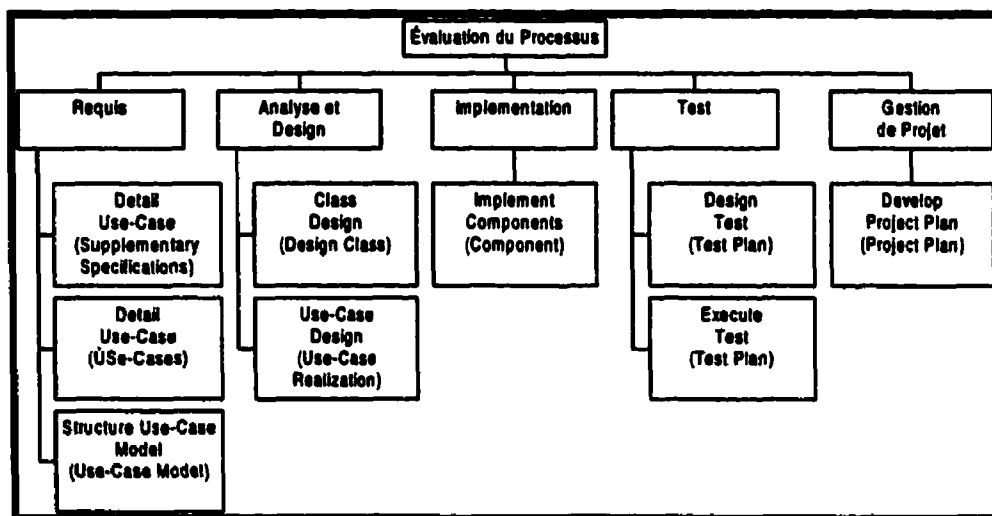 Évaluation du Processus
Requis
Analyse et
Design
Implementation
Test
Gestion
de Projet
Detail
Use-Case
(Supplementary
Specifications)
Detail
Use-Case
(ÙSe-Cases)
Structure Use-Case
Model
(Use-Case Model)
Class
Design
(Design Class)
Use-Case
Design
(Use-Case
Realization)
Implement
Components
(Component)
Design
Test
(Test Plan)
Execute
Test
(Test Plan)
Develop
Project Plan
(Project Plan)